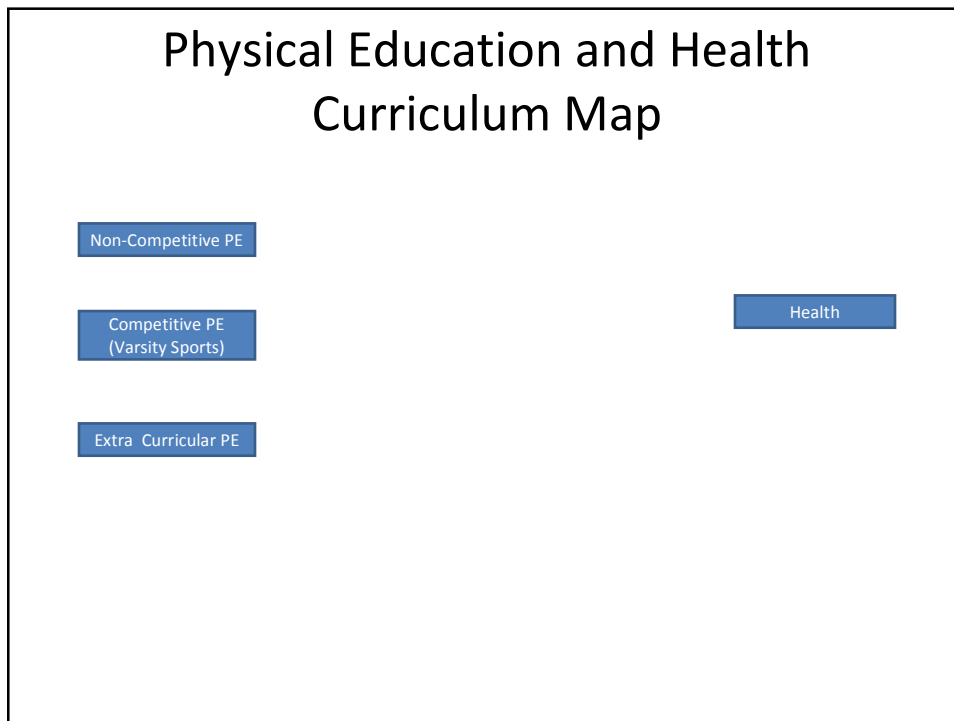 Physical Education and Health
Curriculum Map
Non-Competitive PE
Competitive PE
(Varsity Sports)
Extra  Curricular PE
Health